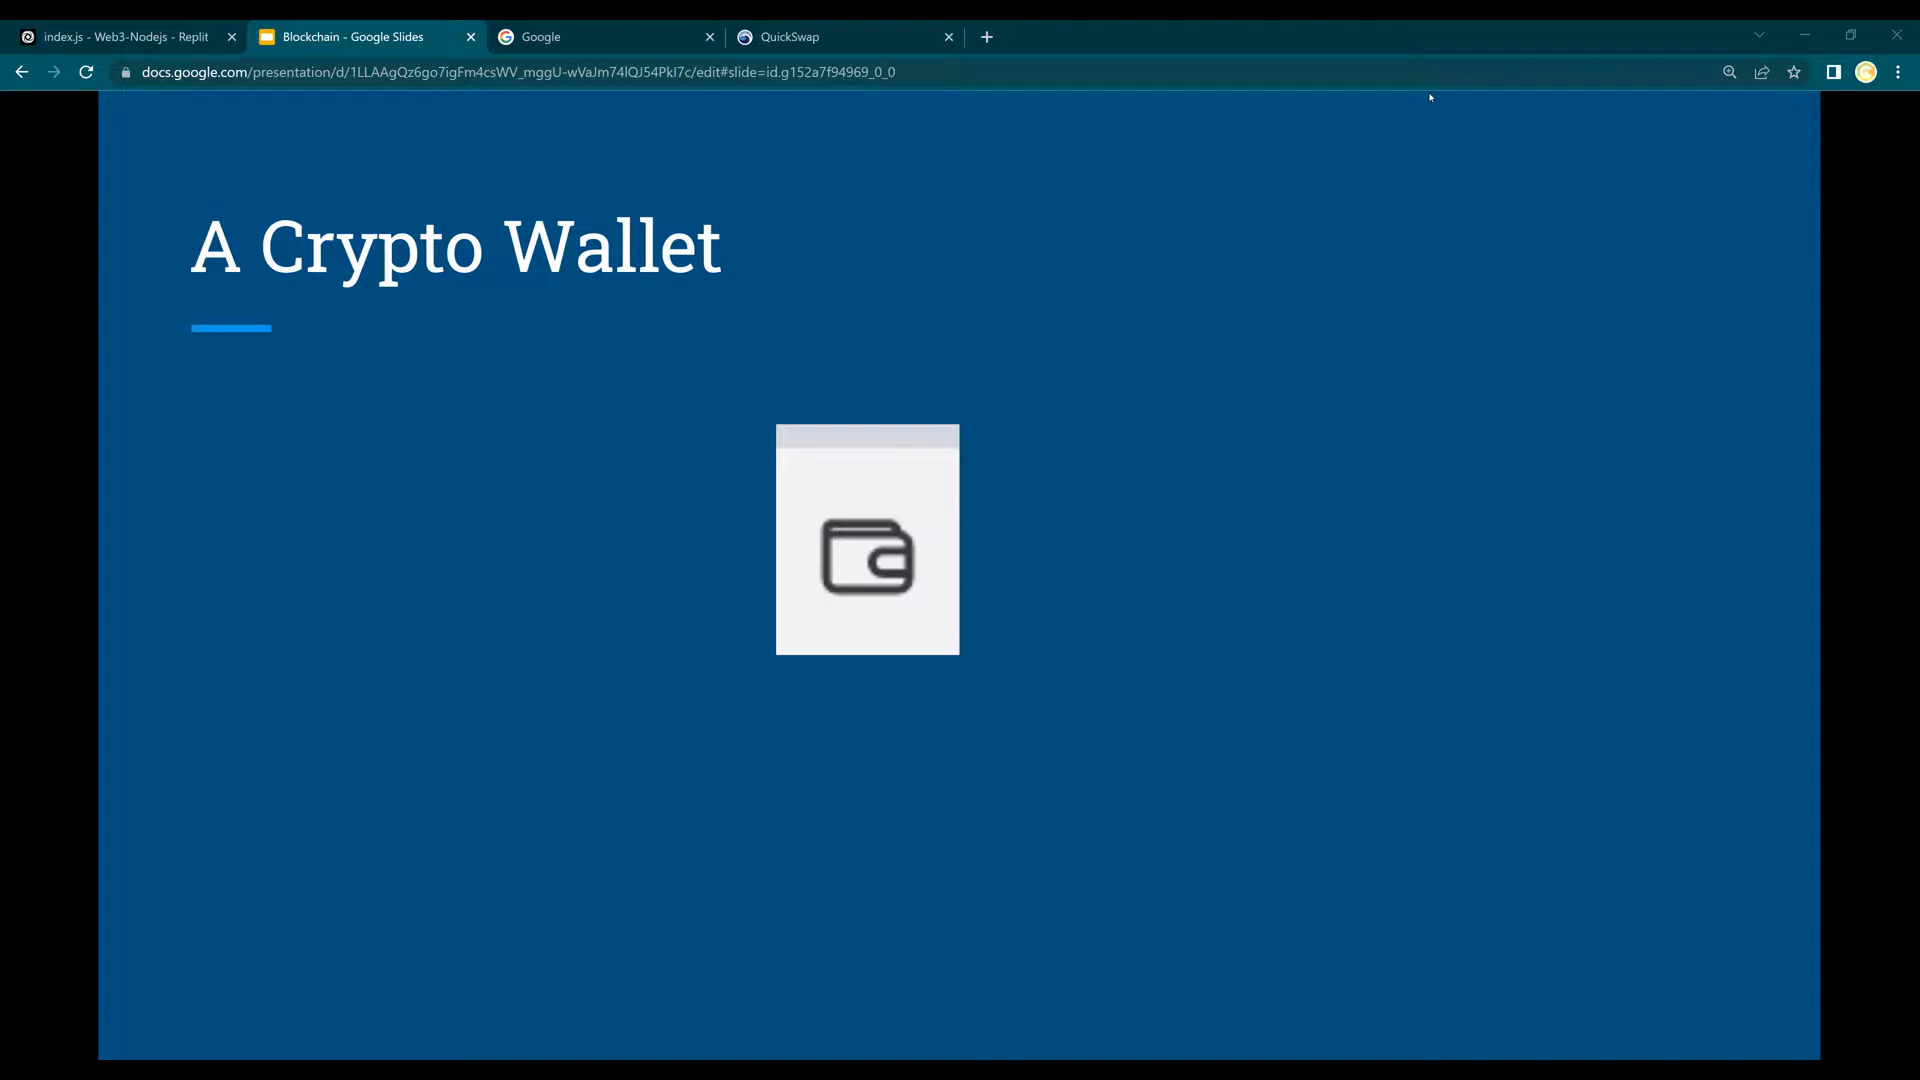 index.js - Web3-Nodejs - Replit
Blockchain - Google Slides
Google
QuickSwap
docs.google.com/presentation/d/1LLAAgQz6go7igFm4csWV_mggU-wVaJm74lQJ54PkI7c/edit#slide=id.g152a7f94969_0_0
A Crypto Wallet